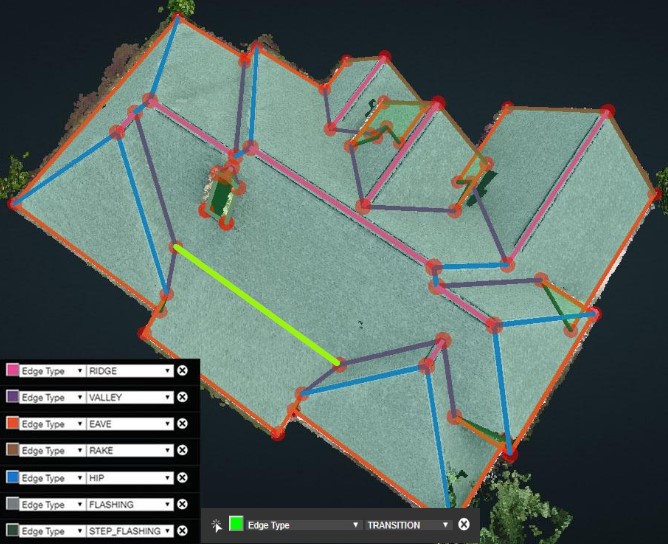 Edge Type RIDGE
Edge Type VALLEY
Edge Type EAVE
Edge Type RAKE
Edge Type HIP
Edge Type FLASHING
Edge Type STEP_FLASHING
Edge Type TRANSITION